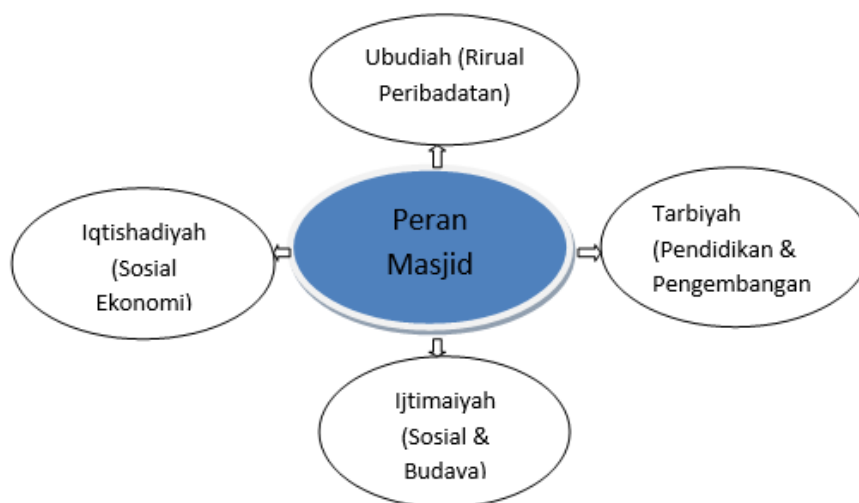 Ubudiah (Rirual
Peribadatan)
Peran
Masjid
Iqtishadiyah
(Sosial
Ekonomi)
Tarbiyah
(Pendidikan &
Pengembangan
Ijtimaiyah
(Sosial &
Budaya)